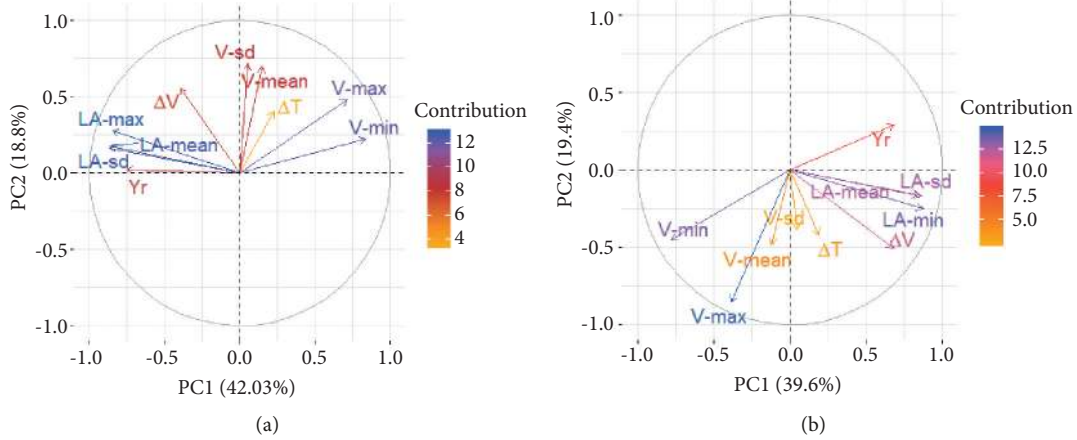 1.0
0.5
0.0
-0.5
-1.0
PC2 (18.8%)
V-sd
V-mean
V-max
ΔV
ΔT
V-min
LA-max
LA-mean
LA-sd
Yr
-1.0 -0.5 0.0 0.5 1.0
PC1 (42.03%)
Contribution
12
10
8
6
4
(a)
1.0
0.5
0.0
-0.5
-1.0
PC2 (19.4%)
Yr
LA-sd
LA-mean
LA-min
V-sd
V-min
ΔV
ΔT
V-mean
V-max
-1.0 -0.5 0.0 0.5 1.0
PC1 (39.6%)
Contribution
12.5
10.0
7.5
5.0
(b)